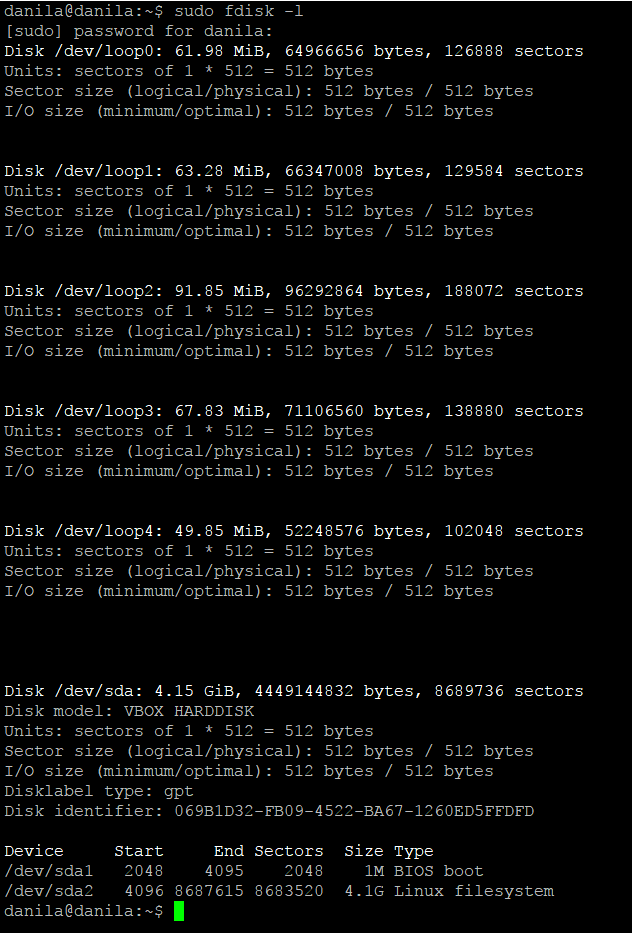 danila@danila:~$ sudo fdisk -l
[sudo] password for danila:
Disk /dev/loop0: 61.98 MiB, 64966656 bytes, 126888 sectors
Units: sectors of 1 * 512 = 512 bytes
Sector size (logical/physical): 512 bytes / 512 bytes
I/O size (minimum/optimal): 512 bytes / 512 bytes
Disk /dev/loop1: 63.28 MiB, 66347008 bytes, 129584 sectors
Units: sectors of 1 * 512 = 512 bytes
Sector size (logical/physical): 512 bytes / 512 bytes
I/O size (minimum/optimal): 512 bytes / 512 bytes
Disk /dev/loop2: 91.85 MiB, 96292864 bytes, 188072 sectors
Units: sectors of 1 * 512 = 512 bytes
Sector size (logical/physical): 512 bytes / 512 bytes
I/O size (minimum/optimal): 512 bytes / 512 bytes
Disk /dev/loop3: 67.83 MiB, 71106560 bytes, 138880 sectors
Units: sectors of 1 * 512 = 512 bytes
Sector size (logical/physical): 512 bytes / 512 bytes
I/O size (minimum/optimal): 512 bytes / 512 bytes
Disk /dev/loop4: 49.85 MiB, 52248576 bytes, 102048 sectors
Units: sectors of 1 * 512 = 512 bytes
Sector size (logical/physical): 512 bytes / 512 bytes
I/O size (minimum/optimal): 512 bytes / 512 bytes
Disk /dev/sda: 4.15 GiB, 4449144832 bytes, 8689736 sectors
Disk model: VBOX HARDDISK
Units: sectors of 1 * 512 = 512 bytes
Sector size (logical/physical): 512 bytes / 512 bytes
I/O size (minimum/optimal): 512 bytes / 512 bytes
Disklabel type: gpt
Disk identifier: 069B1D32-FB09-4522-BA67-1260ED5FFDFD
Device     Start     End Sectors  Size Type
/dev/sda1   2048    4095    2048    1M BIOS boot
/dev/sda2   4096 8687615 8683520  4.1G Linux filesystem
danila@danila:~$